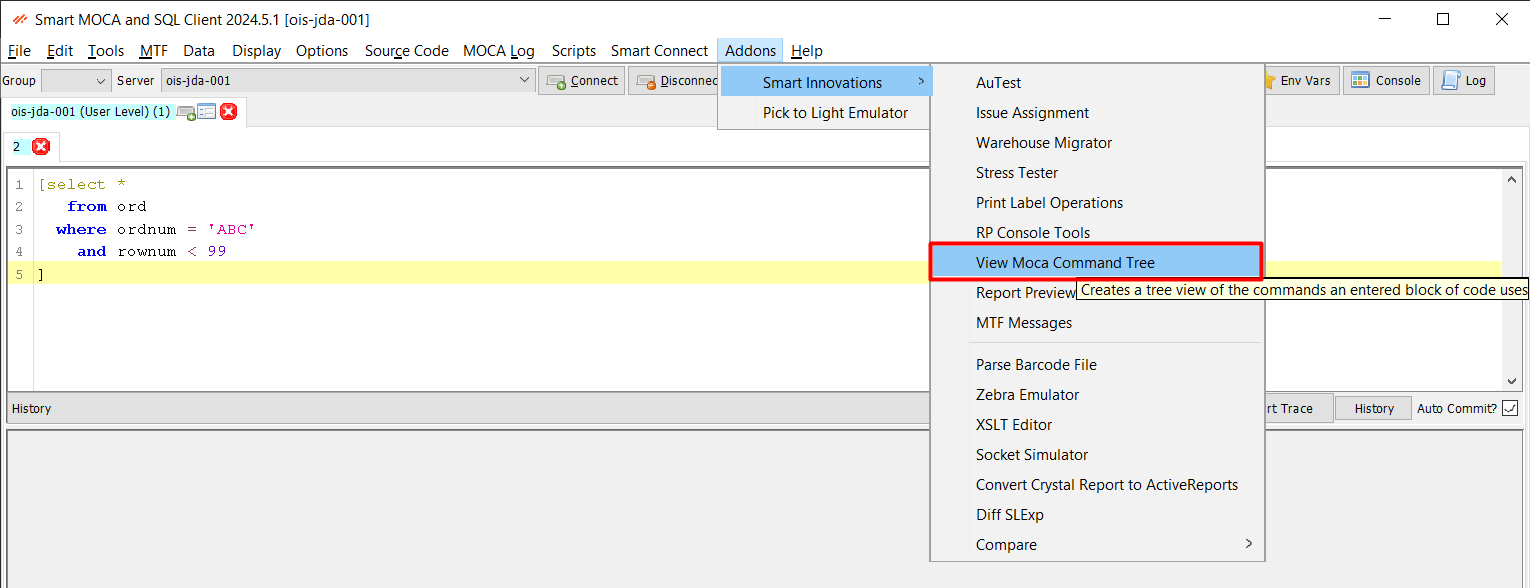 Smart MOCA and SQL Client 2024.5.1 [ois-jda-001]
File Edit Tools MTF Data Display Options Source Code MOCA Log Scripts Smart Connect Addons Help
Group Server ois-jda-001 Connect Disconnec Env Vars Console Log
Smart Innovations >
Pick to Light Emulator
ois-jda-001 (User Level) (1)
2
1 [select *
2 from ord
3 where ordnum = 'ABC'
4 and rownum < 99
5 ]
AuTest
Issue Assignment
Warehouse Migrator
Stress Tester
Print Label Operations
RP Console Tools
View Moca Command Tree
Report Preview
Creates a tree view of the commands an entered block of code uses
MTF Messages
Parse Barcode File
Zebra Emulator
XSLT Editor
Socket Simulator
Convert Crystal Report to ActiveReports
Diff SLExp
Compare >
History rt Trace History Auto Commit?